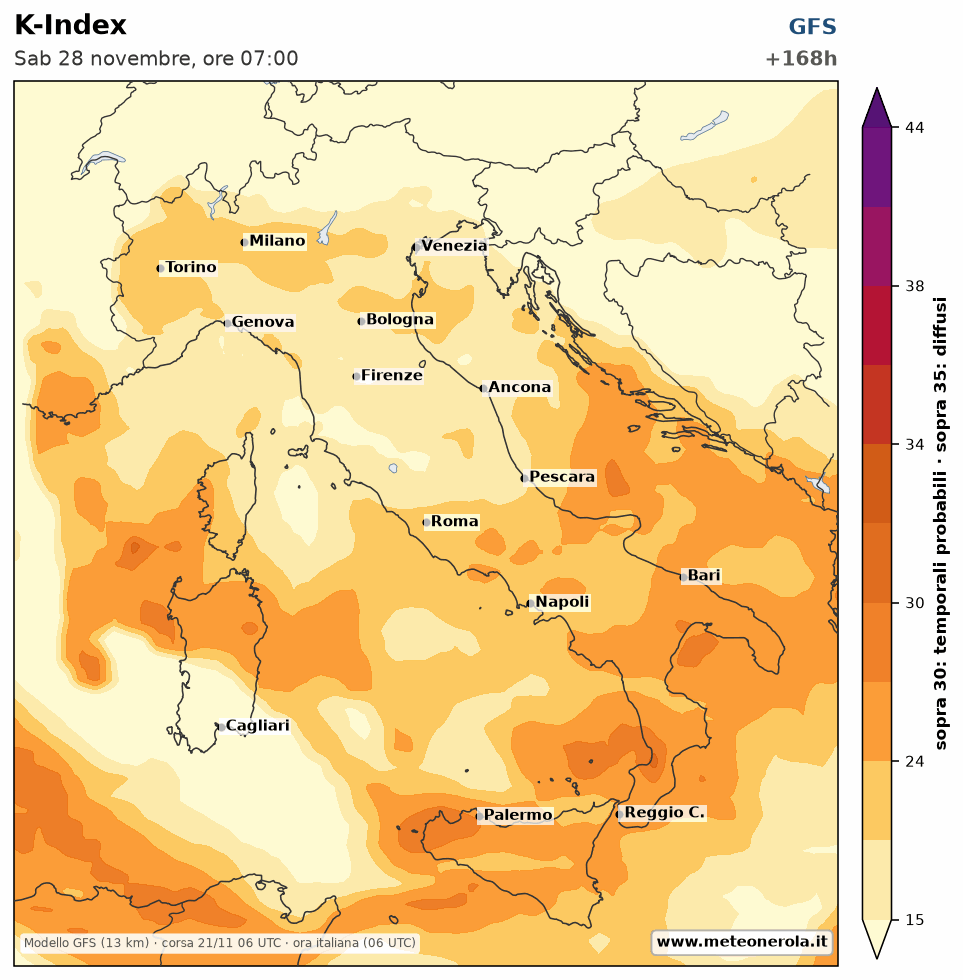 K-Index
GFS
Sab 28 novembre, ore 07:00
+168h
Milano
Venezia
Torino
Genova
Bologna
Firenze
Ancona
Pescara
Roma
Bari
Napoli
Cagliari
Palermo
Reggio C.
44
38
34
30
24
15
sopra 30: temporali probabili · sopra 35: diffusi
Modello GFS (13 km) · corsa 21/11 06 UTC · ora italiana (06 UTC)
www.meteonerola.it